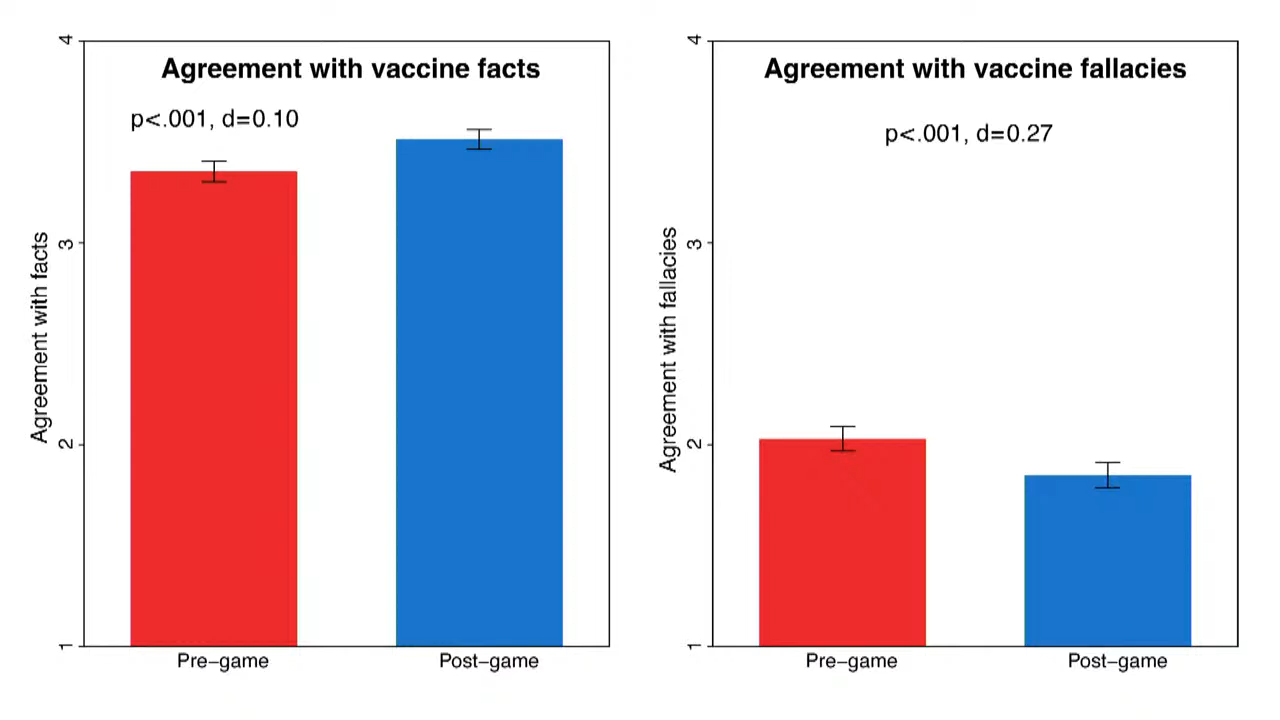 Agreement with vaccine facts
p<.001, d=0.10
Agreement with facts
4
3
2
1
Pre−game
Post−game
Agreement with vaccine fallacies
p<.001, d=0.27
Agreement with fallacies
4
3
2
1
Pre−game
Post−game